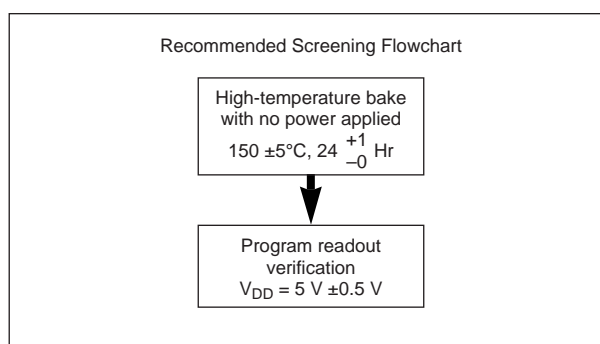 Recommended Screening Flowchart
High-temperature bake
with no power applied
150 ±5°C, 24 +1 –0 Hr
Program readout
verification
VDD = 5 V ±0.5 V